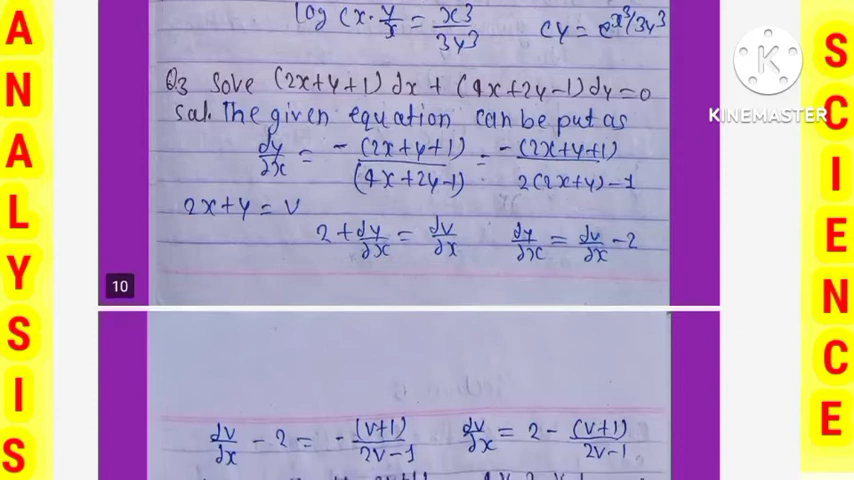 A
N
A
L
Y
S
I
S
log Cx·y/x = x3/3y3 cy = e^x3/3y3
Q3 Solve (2x+y+1) dx + (4x+2y-1) dy = 0
sol. The given equation can be put as
dy/dx = -(2x+y+1)/(4x+2y-1) = -(2x+y+1)/2(2x+y)-1
2x+y = v
2 + dy/dx = dv/dx dy/dx = dv/dx - 2
10
dv/dx - 2 = -(v+1)/2v-1 dv/dx = 2 - (v+1)/2v-1
KINEMASTER
S
C
I
E
N
C
E